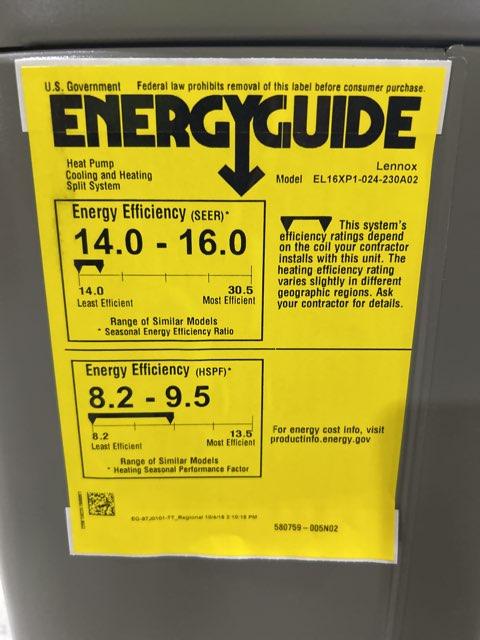 U.S. Government Federal law prohibits removal of this label before consumer purchase.
ENERGYGUIDE
Heat Pump
Cooling and Heating
Split System
Lennox
Model EL16XP1-024-230A02
Energy Efficiency (SEER)*
14.0 - 16.0
14.0 30.5
Least Efficient Most Efficient
Range of Similar Models
* Seasonal Energy Efficiency Ratio
This system's
efficiency ratings depend
on the coil your contractor
installs with this unit. The
heating efficiency rating
varies slightly in different
geographic regions. Ask
your contractor for details.
Energy Efficiency (HSPF)*
8.2 - 9.5
8.2 13.5
Least Efficient Most Efficient
Range of Similar Models
* Heating Seasonal Performance Factor
For energy cost info, visit
productinfo.energy.gov
580759-005N02